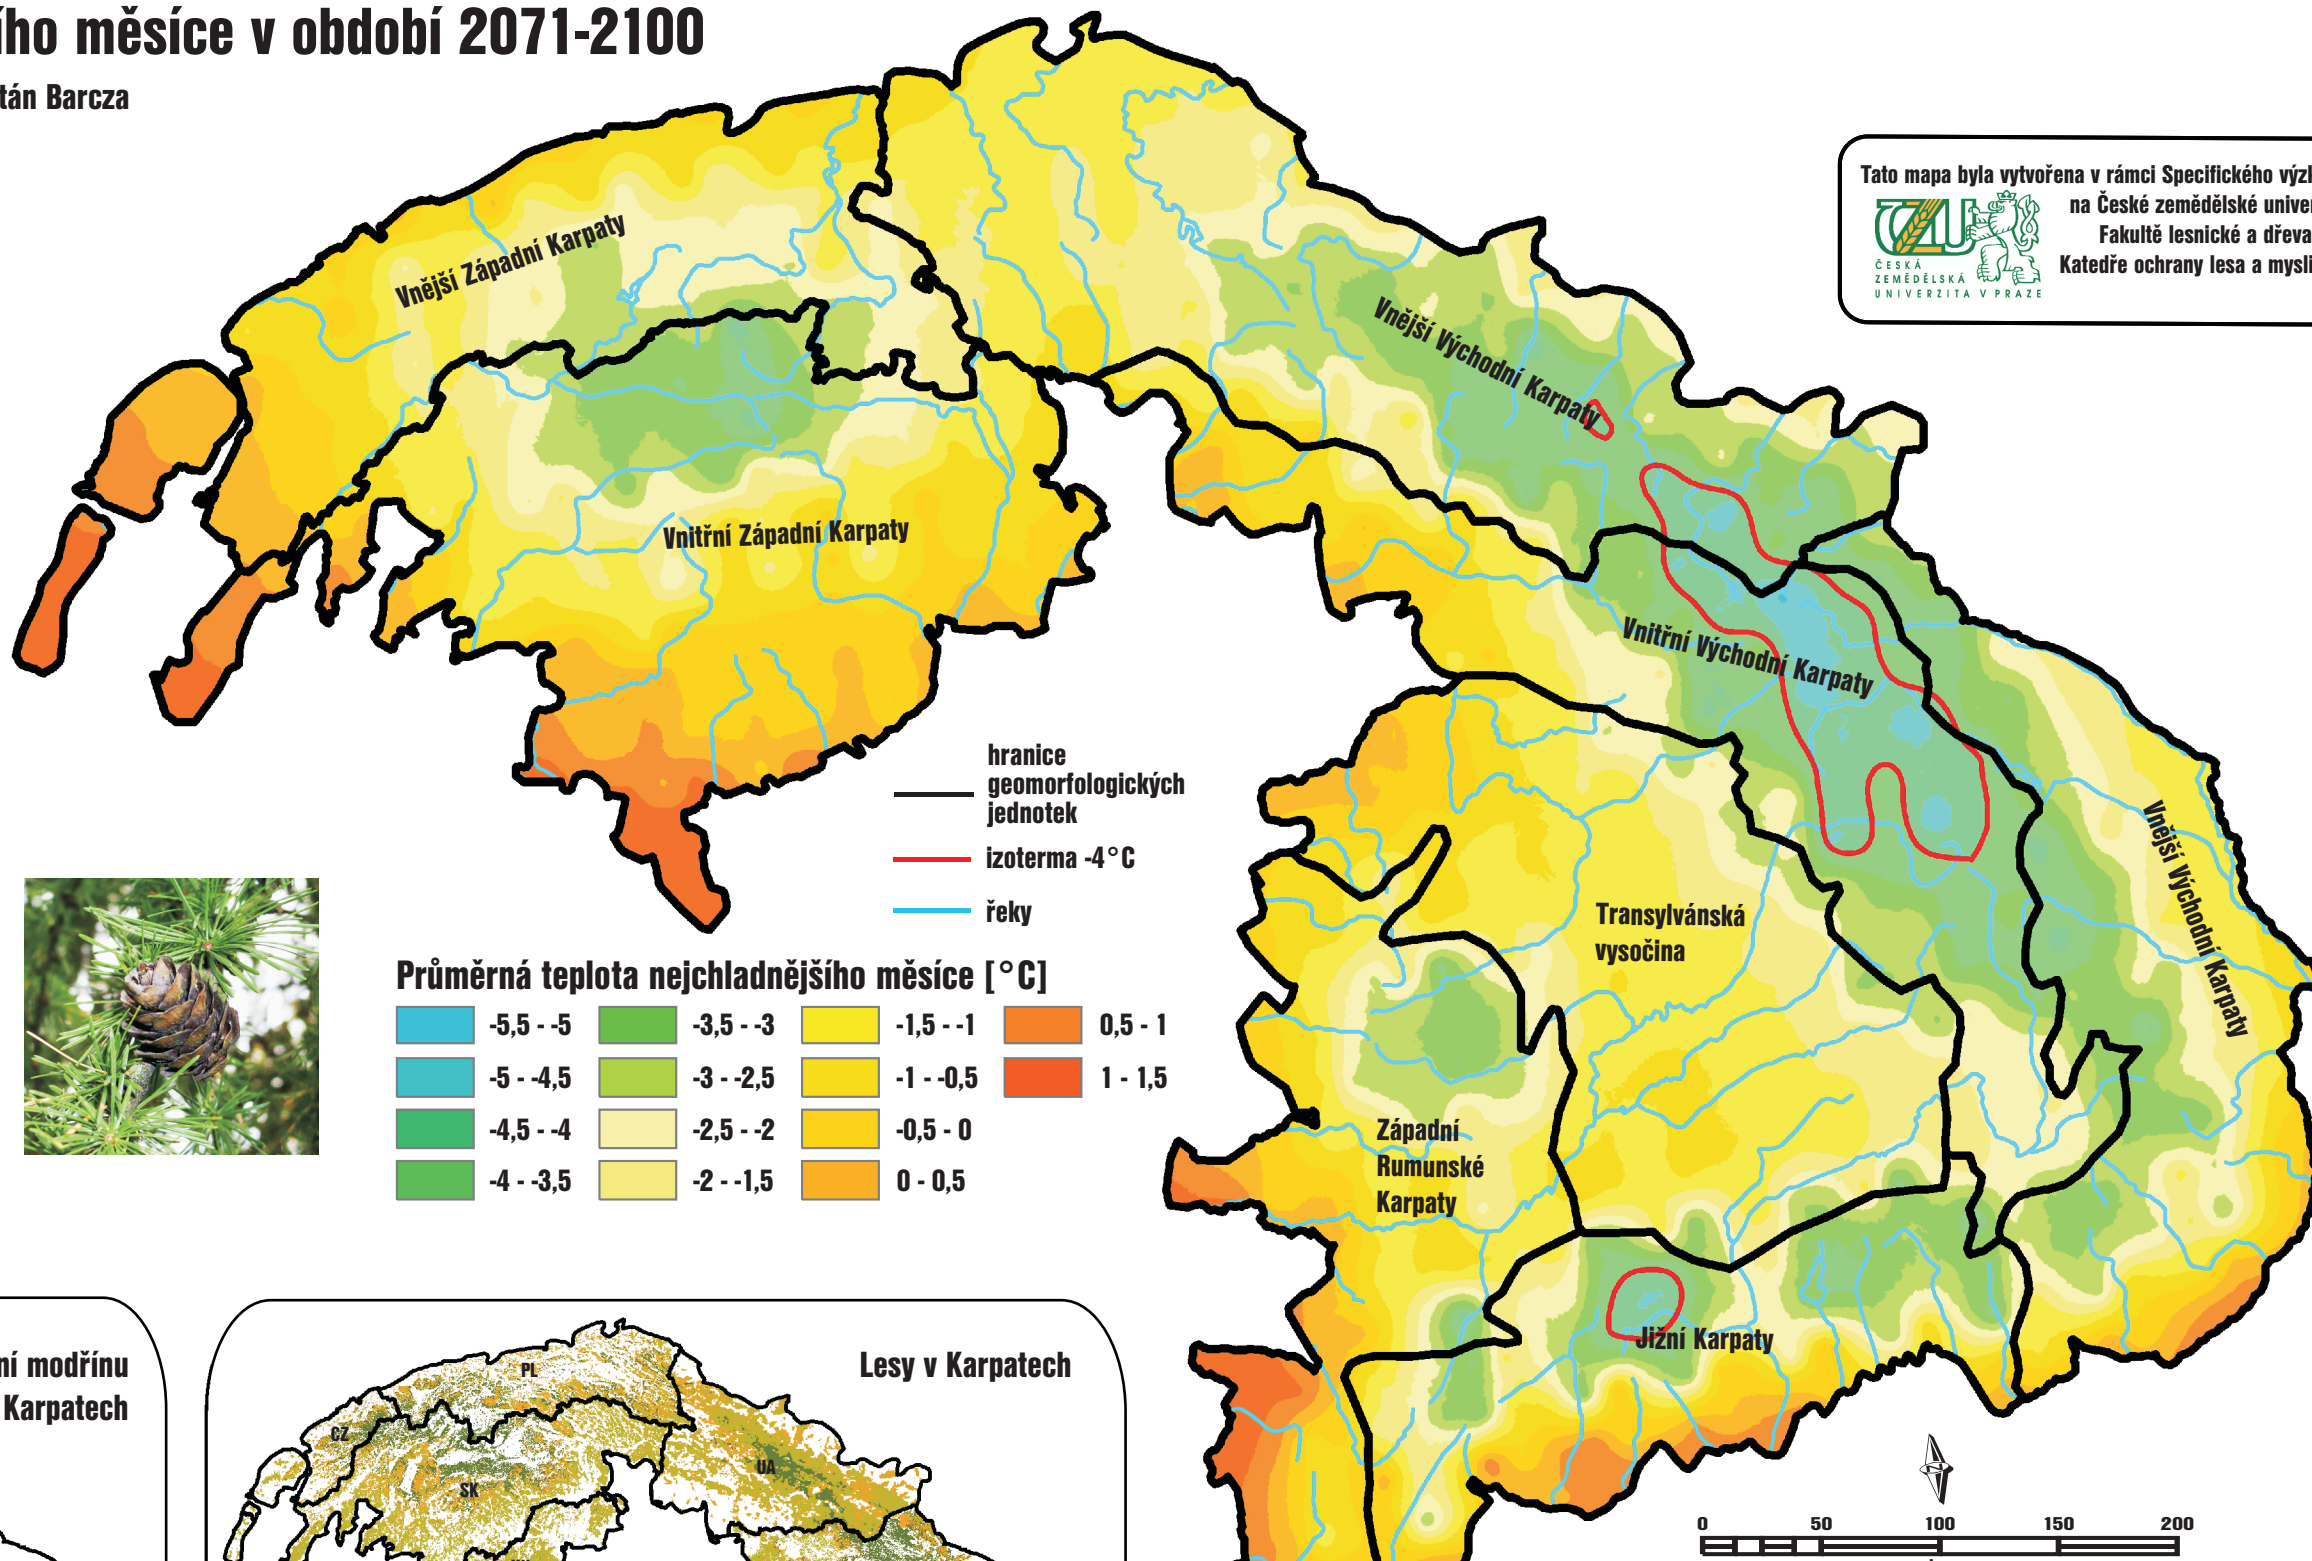 ího měsíce v období 2071-2100
tán Barcza
Tato mapa byla vytvořena v rámci Specifického
na České zemědělské
Fakultě lesnické a
Katedře ochrany lesa a
ČZU
ČESKÁ
ZEMĚDĚLSKÁ
UNIVERZITA V PRAZE
Vnější Západní Karpaty
Vnější Východní Karpaty
Vnitřní Západní Karpaty
Vnitřní Východní Karpaty
Vnější Východní Karpaty
Transylvánská
vysočina
Západní
Rumunské
Karpaty
Jižní Karpaty
hranice
geomorfologických
jednotek
izoterma -4°C
řeky
Průměrná teplota nejchladnějšího měsíce [°C]
-5,5 - -5
-3,5 - -3
-1,5 - -1
0,5 - 1
-5 - -4,5
-3 - -2,5
-1 - -0,5
1 - 1,5
-4,5 - -4
-2,5 - -2
-0,5 - 0
-4 - -3,5
-2 - -1,5
0 - 0,5
ní modřínu
Karpatech
Lesy v Karpatech
PL
CZ
SK
UA
N
0 50 100 150 200